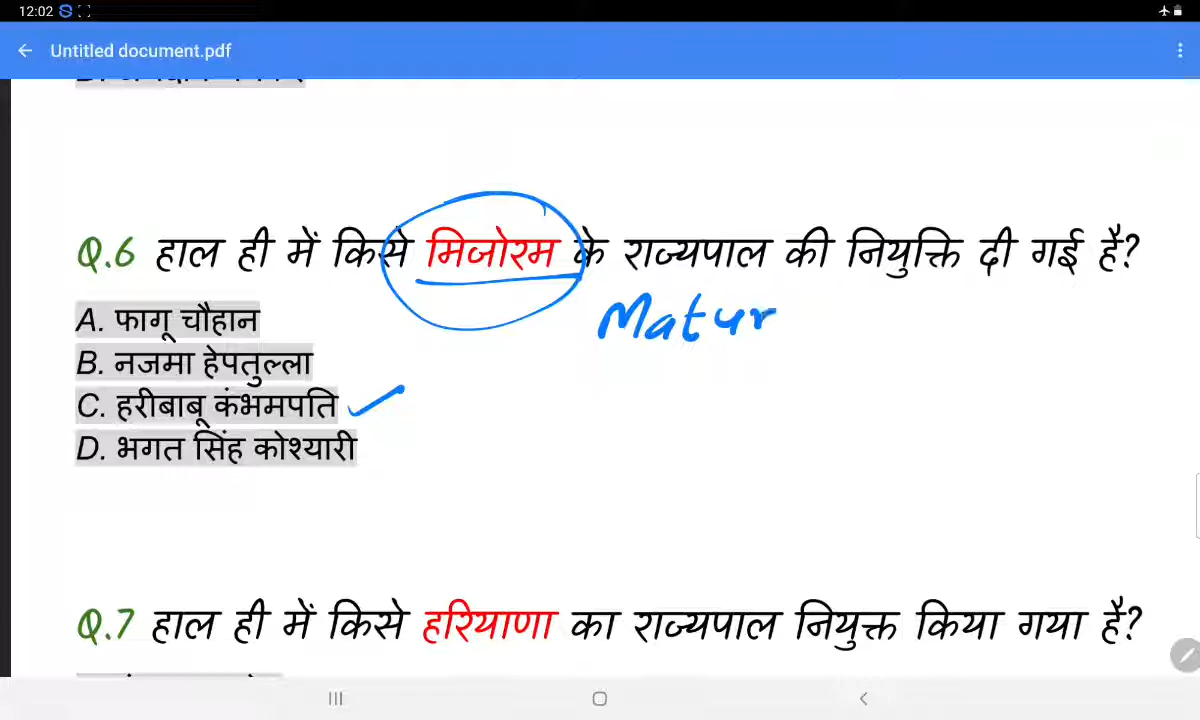 12:02
Untitled document.pdf
Q.6 हाल ही में किसे मिजोरम के राज्यपाल की नियुक्ति दी गई है?
Matur
A. फागू चौहान
B. नजमा हेपतुल्ला
C. हरीबाबू कंभमपति
D. भगत सिंह कोश्यारी
Q.7 हाल ही में किसे हरियाणा का राज्यपाल नियुक्त किया गया है?